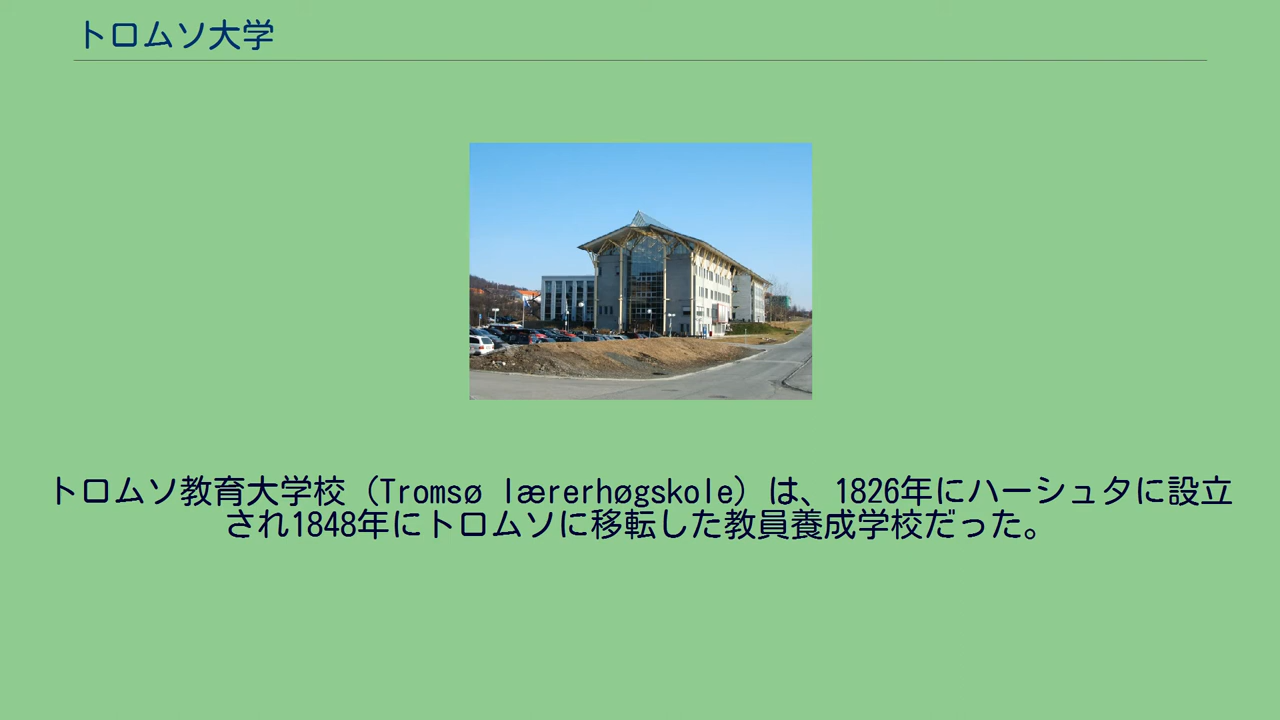 トロムソ大学
トロムソ教育大学校（Tromsø lærerhøgskole）は、1826年にハーシュタに設立
され1848年にトロムソに移転した教員養成学校だった。